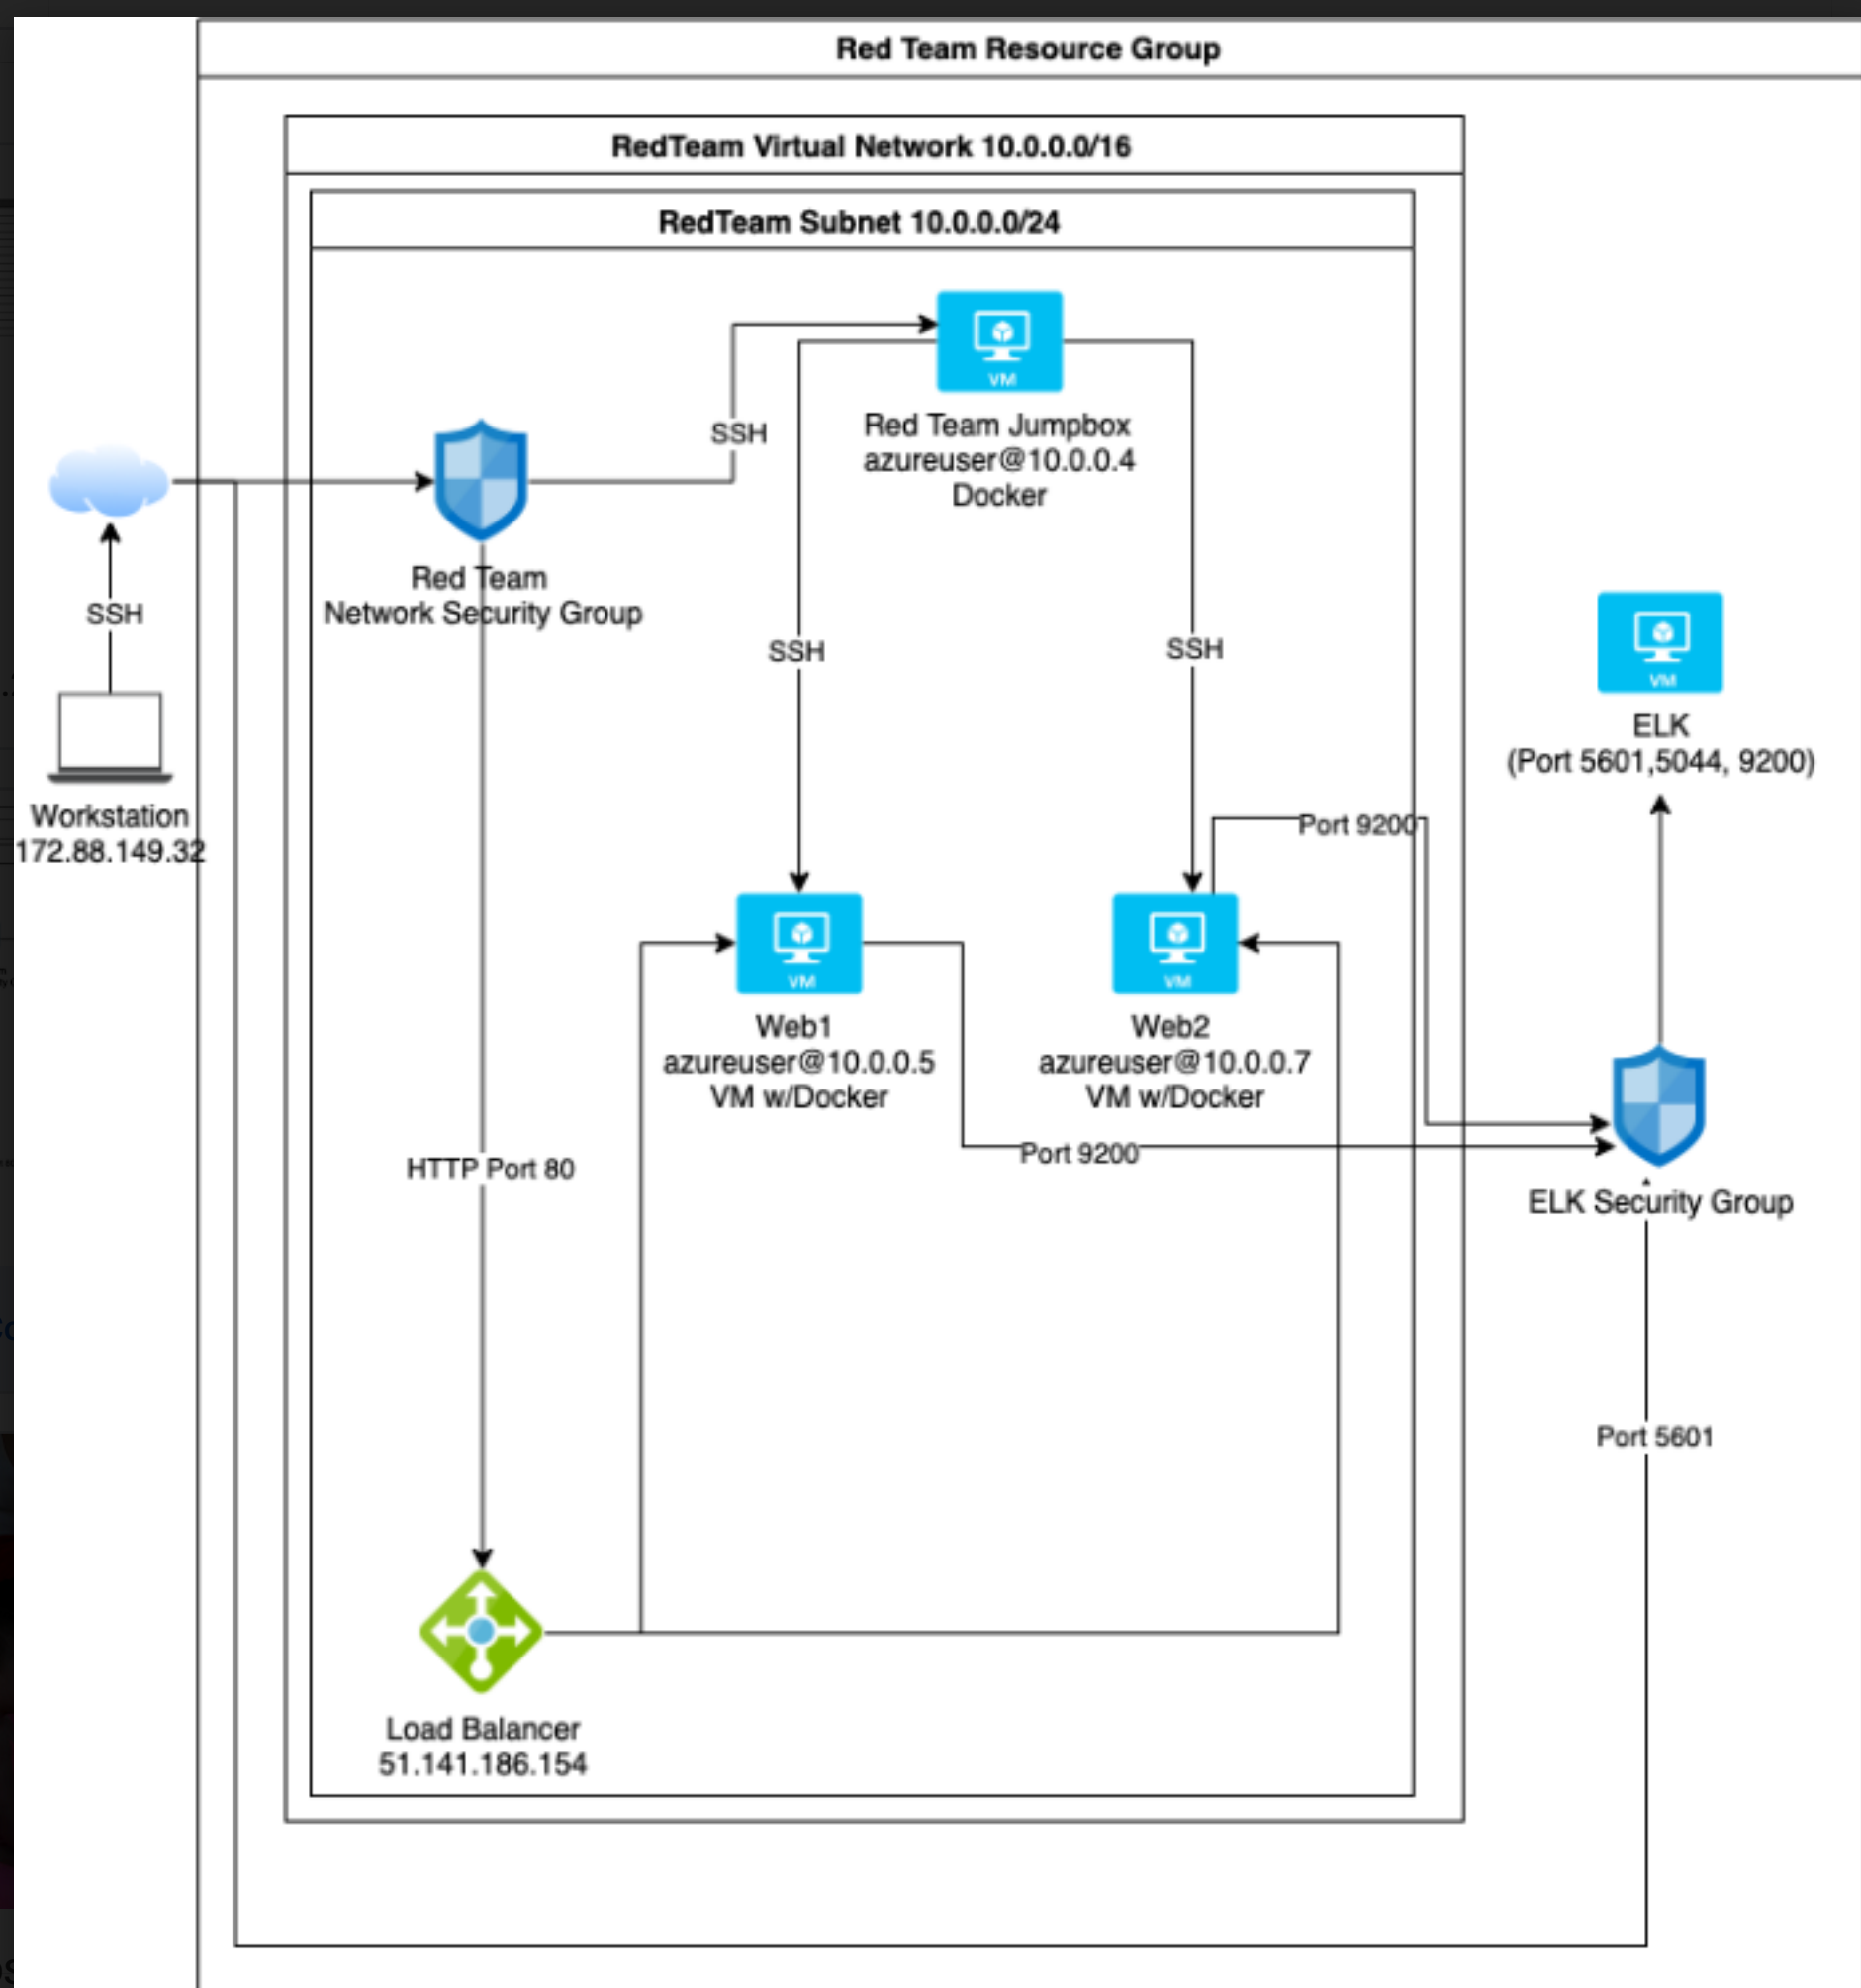 Red Team Resource Group
RedTeam Virtual Network 10.0.0.0/16
RedTeam Subnet 10.0.0.0/24
VM
Red Team Jumpbox
azureuser@10.0.0.4
Docker
SSH
Red Team
Network Security Group
SSH
Workstation
172.88.149.32
SSH
SSH
VM
ELK
(Port 5601,5044, 9200)
Port 9200
VM
Web1
azureuser@10.0.0.5
VM w/Docker
VM
Web2
azureuser@10.0.0.7
VM w/Docker
Port 9200
HTTP Port 80
ELK Security Group
Port 5601
Load Balancer
51.141.186.154